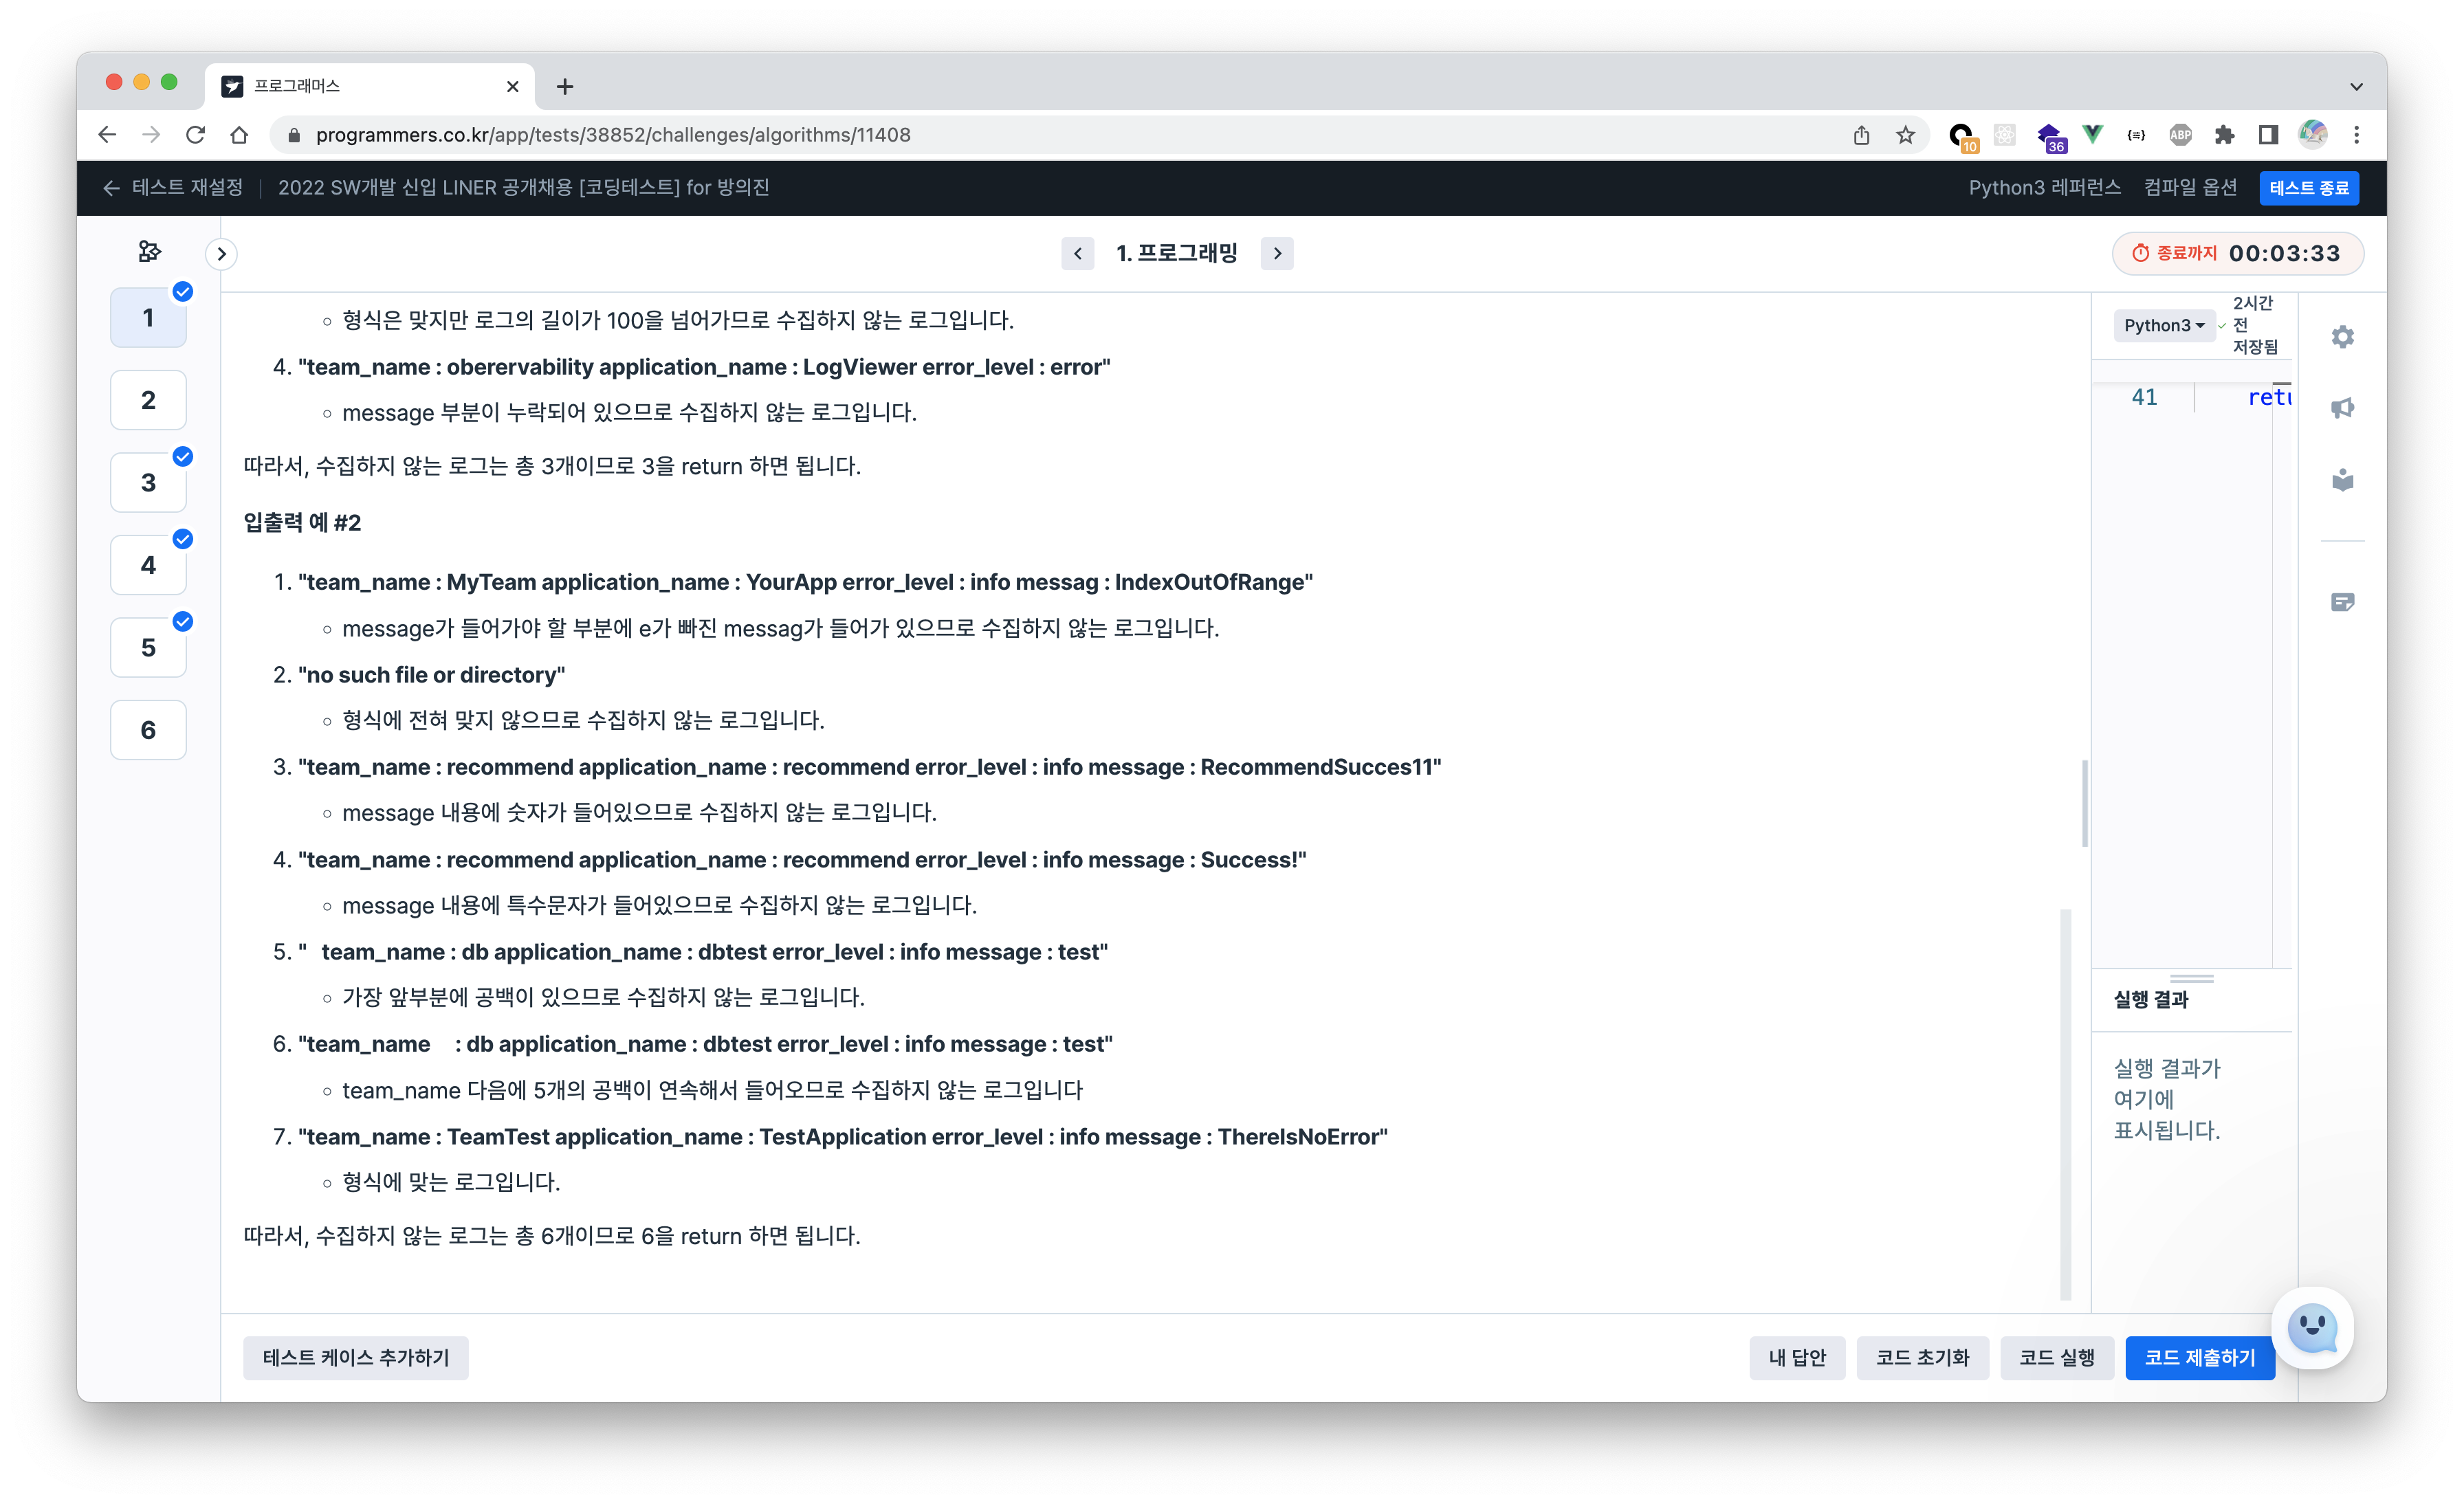 프로그래머스
programmers.co.kr/app/tests/38852/challenges/algorithms/11408
10
36
{≡}
ABP
테스트 재설정
2022 SW개발 신입 LINER 공개채용 [코딩테스트] for 방의진
Python3 레퍼런스
컴파일 옵션
테스트 종료
1. 프로그래밍
종료까지 00:03:33
1
2
3
4
5
6
◦ 형식은 맞지만 로그의 길이가 100을 넘어가므로 수집하지 않는 로그입니다.
4. "team_name : oberervability application_name : LogViewer error_level : error"
◦ message 부분이 누락되어 있으므로 수집하지 않는 로그입니다.
따라서, 수집하지 않는 로그는 총 3개이므로 3을 return 하면 됩니다.
입출력 예 #2
1. "team_name : MyTeam application_name : YourApp error_level : info messag : IndexOutOfRange"
◦ message가 들어가야 할 부분에 e가 빠진 messag가 들어가 있으므로 수집하지 않는 로그입니다.
2. "no such file or directory"
◦ 형식에 전혀 맞지 않으므로 수집하지 않는 로그입니다.
3. "team_name : recommend application_name : recommend error_level : info message : RecommendSucces11"
◦ message 내용에 숫자가 들어있으므로 수집하지 않는 로그입니다.
4. "team_name : recommend application_name : recommend error_level : info message : Success!"
◦ message 내용에 특수문자가 들어있으므로 수집하지 않는 로그입니다.
5. "   team_name : db application_name : dbtest error_level : info message : test"
◦ 가장 앞부분에 공백이 있으므로 수집하지 않는 로그입니다.
6. "team_name     : db application_name : dbtest error_level : info message : test"
◦ team_name 다음에 5개의 공백이 연속해서 들어오므로 수집하지 않는 로그입니다
7. "team_name : TeamTest application_name : TestApplication error_level : info message : ThereIsNoError"
◦ 형식에 맞는 로그입니다.
따라서, 수집하지 않는 로그는 총 6개이므로 6을 return 하면 됩니다.
Python3
2시간
전
저장됨
41 retu
실행 결과
실행 결과가
여기에
표시됩니다.
테스트 케이스 추가하기
내 답안
코드 초기화
코드 실행
코드 제출하기